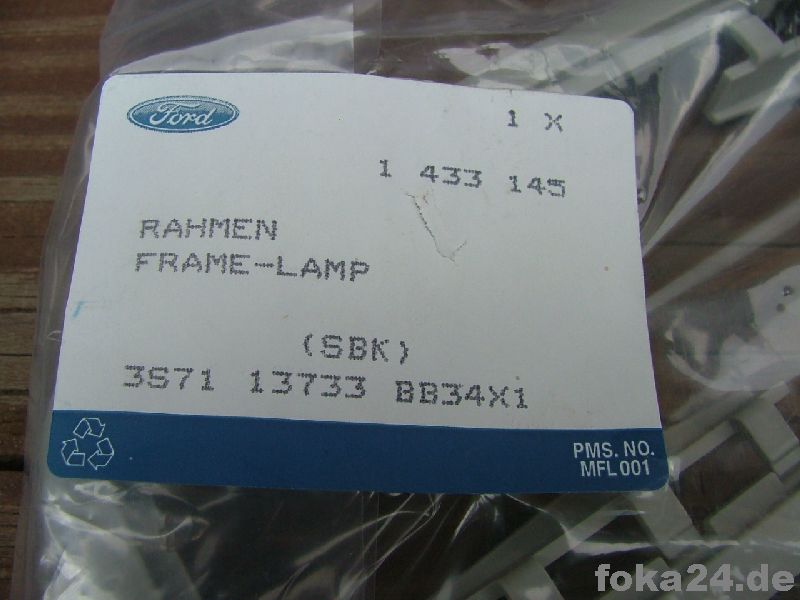 Ford
1 X
1 433 145
RAHMEN
FRAME-LAMP
(SBK)
3S71 13733 BB34X1
PMS. NO.
MFL001
foka24.de